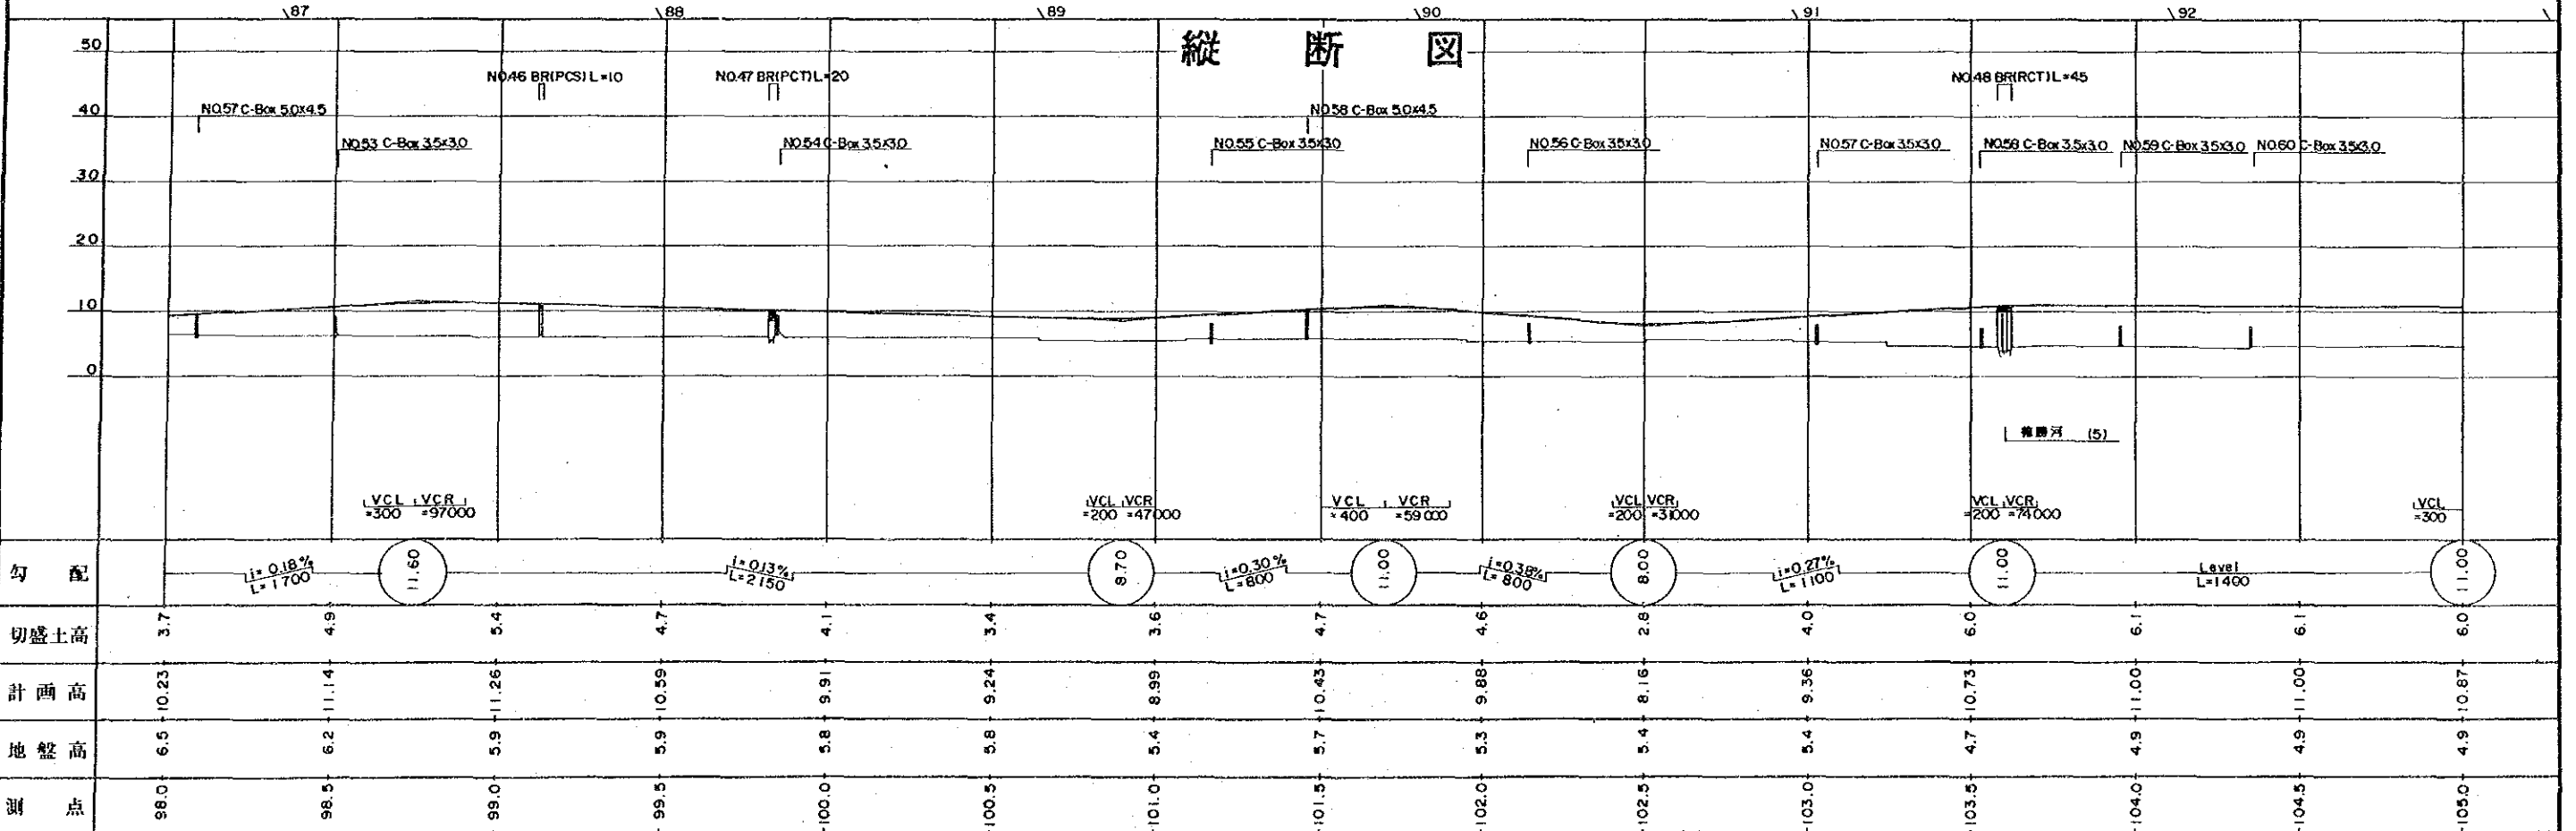 87 88 89 90 91 92
縦断図
50
NO.46 BR(PCS) L=10 NO.47 BR(PCT) L=20 NO.48 BR(RCT) L=45
40
NO.57 C-Box 5.0x4.5 NO.58 C-Box 5.0x4.5
NO.53 C-Box 3.5x3.0 NO.54 C-Box 3.5x3.0 NO.55 C-Box 3.5x3.0 NO.56 C-Box 3.5x3.0 NO.57 C-Box 3.5x3.0 NO.58 C-Box 3.5x3.0 NO.59 C-Box 3.5x3.0 NO.60 C-Box 3.5x3.0
30
20
10
0
(5)
VCL VCR VCL VCR VCL VCR VCL VCR VCL VCR VCL
=300 =97000 =200 =47000 =400 =59000 =200 =31000 =200 =74000 =300
勾配 i=0.18% L=1700 11.60 i=0.13% L=2150 8.70 i=0.30% L=800 11.00 i=0.38% L=800 8.00 i=0.27% L=1100 11.00 Level L=1400 11.00
切盛土高 3.7 4.9 5.4 4.7 4.1 3.4 3.6 4.7 4.6 2.8 4.0 6.0 6.1 6.1 6.0
計画高 10.23 11.14 11.26 10.59 9.91 9.24 8.99 10.43 9.88 8.16 9.36 10.73 11.00 11.00 10.87
地盤高 6.5 6.2 5.9 5.9 5.8 5.8 5.4 5.7 5.3 5.4 5.4 4.7 4.9 4.9 4.9
測点 98.0 98.5 99.0 99.5 100.0 100.5 101.0 101.5 102.0 102.5 103.0 103.5 104.0 104.5 105.0